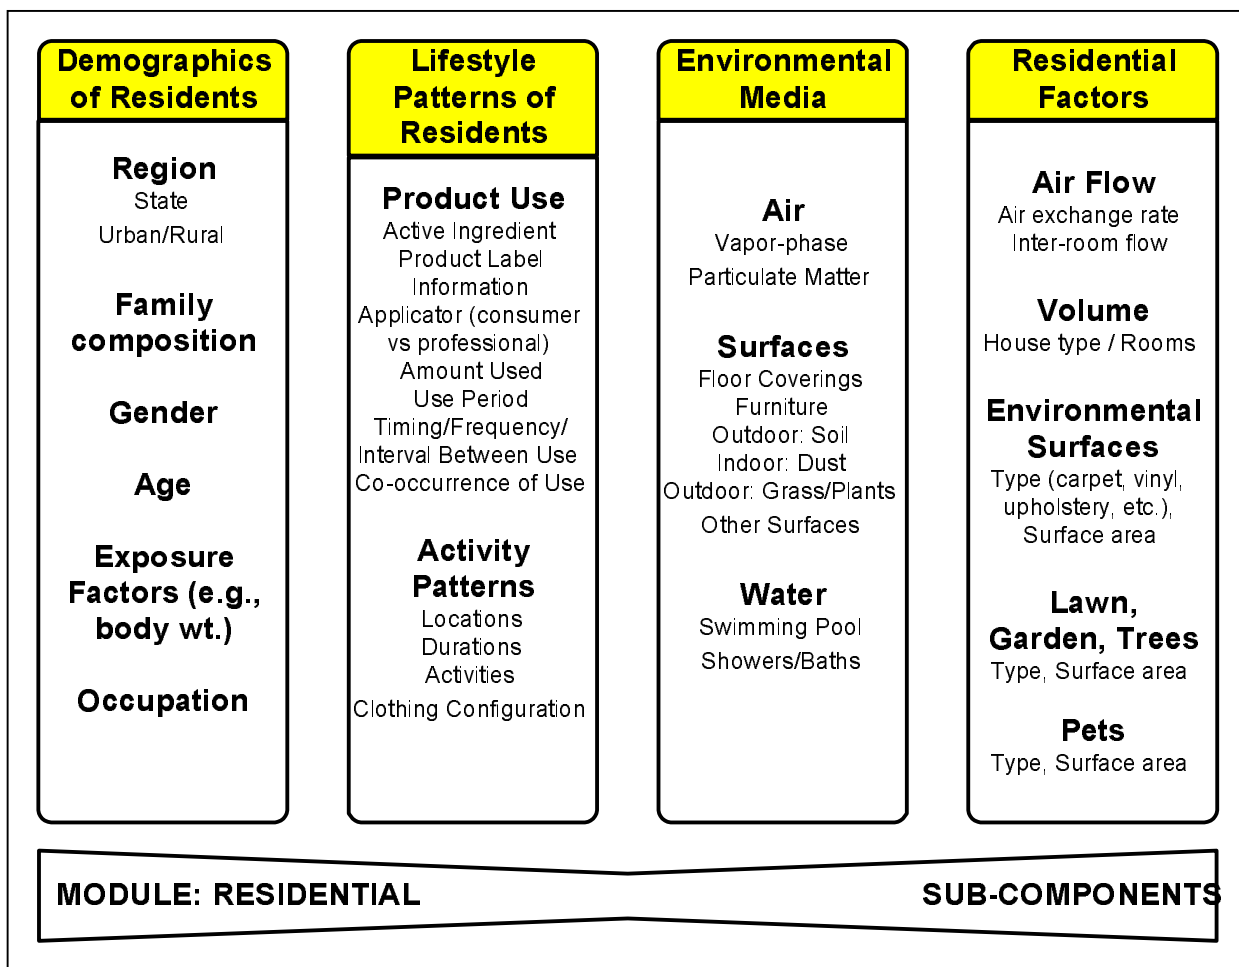 Demographics
of Residents
Region
State
Urban/Rural
Family
composition
Gender
Age
Exposure
Factors (e.g.,
body wt.)
Occupation
Lifestyle
Patterns of
Residents
Product Use
Active Ingredient
Product Label
Information
Applicator (consumer
vs professional)
Amount Used
Use Period
Timing/Frequency/
Interval Between Use
Co-occurrence of Use
Activity
Patterns
Locations
Durations
Activities
Clothing Configuration
Environmental
Media
Air
Vapor-phase
Particulate Matter
Surfaces
Floor Coverings
Furniture
Outdoor: Soil
Indoor: Dust
Outdoor: Grass/Plants
Other Surfaces
Water
Swimming Pool
Showers/Baths
Residential
Factors
Air Flow
Air exchange rate
Inter-room flow
Volume
House type / Rooms
Environmental
Surfaces
Type (carpet, vinyl,
upholstery, etc.),
Surface area
Lawn,
Garden, Trees
Type, Surface area
Pets
Type, Surface area
MODULE: RESIDENTIAL
SUB-COMPONENTS